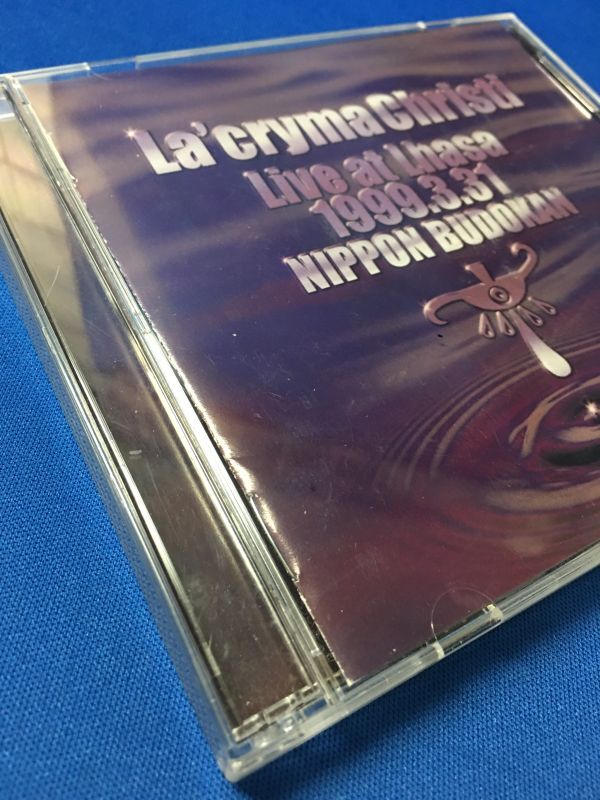 La'cryma Christi
Live at Lhasa
1999.3.31
NIPPON BUDOKAN